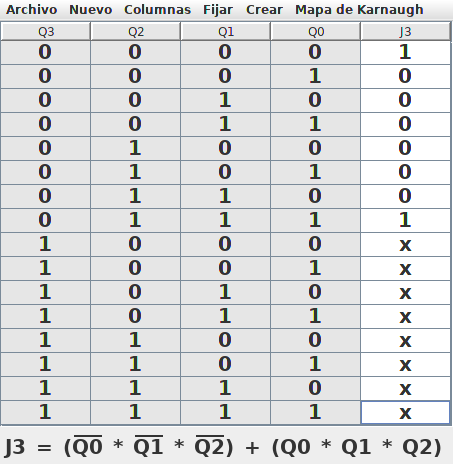 Archivo Nuevo Columnas Fijar Crear Mapa de Karnaugh
Q3 Q2 Q1 Q0 J3
0 0 0 0 1
0 0 0 1 0
0 0 1 0 0
0 0 1 1 0
0 1 0 0 0
0 1 0 1 0
0 1 1 0 0
0 1 1 1 1
1 0 0 0 x
1 0 0 1 x
1 0 1 0 x
1 0 1 1 x
1 1 0 0 x
1 1 0 1 x
1 1 1 0 x
1 1 1 1 x
J3 = (Q̅0̅ * Q̅1̅ * Q̅2̅) + (Q0 * Q1 * Q2)